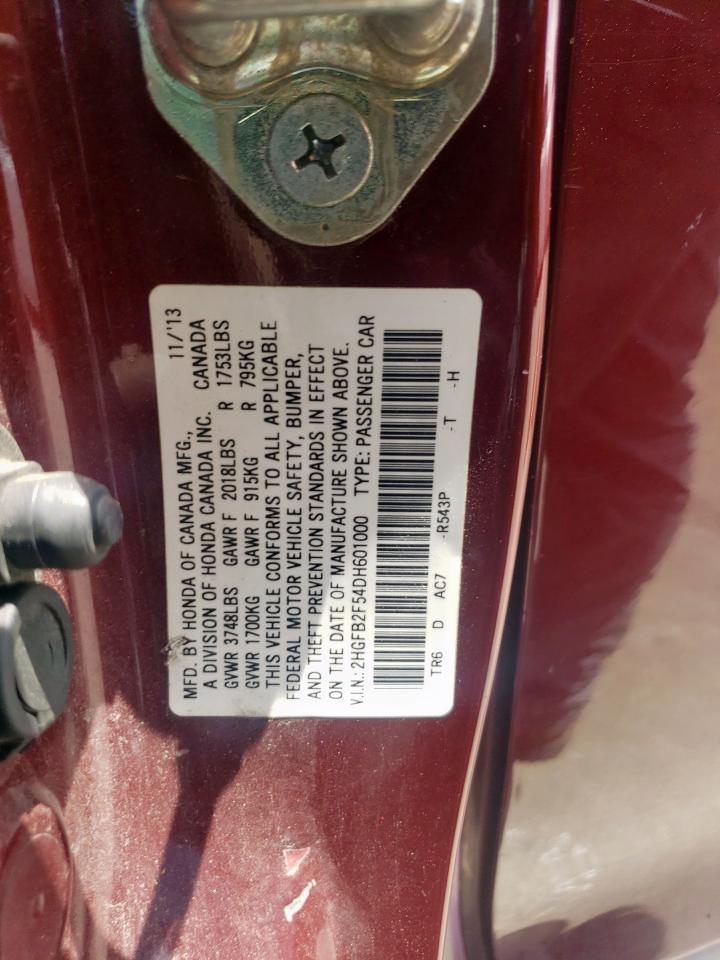 MFD. BY HONDA OF CANADA MFG., 11/'13
A DIVISION OF HONDA CANADA INC. CANADA
GVWR 3748LBS GAWR F 2018LBS R 1753LBS
GVWR 1700KG GAWR F 915KG R 795KG
THIS VEHICLE CONFORMS TO ALL APPLICABLE
FEDERAL MOTOR VEHICLE SAFETY, BUMPER,
AND THEFT PREVENTION STANDARDS IN EFFECT
ON THE DATE OF MANUFACTURE SHOWN ABOVE.
V.I.N.: 2HGFB2F54DH601000 TYPE: PASSENGER CAR
TR6 D AC7 -R543P -T -H